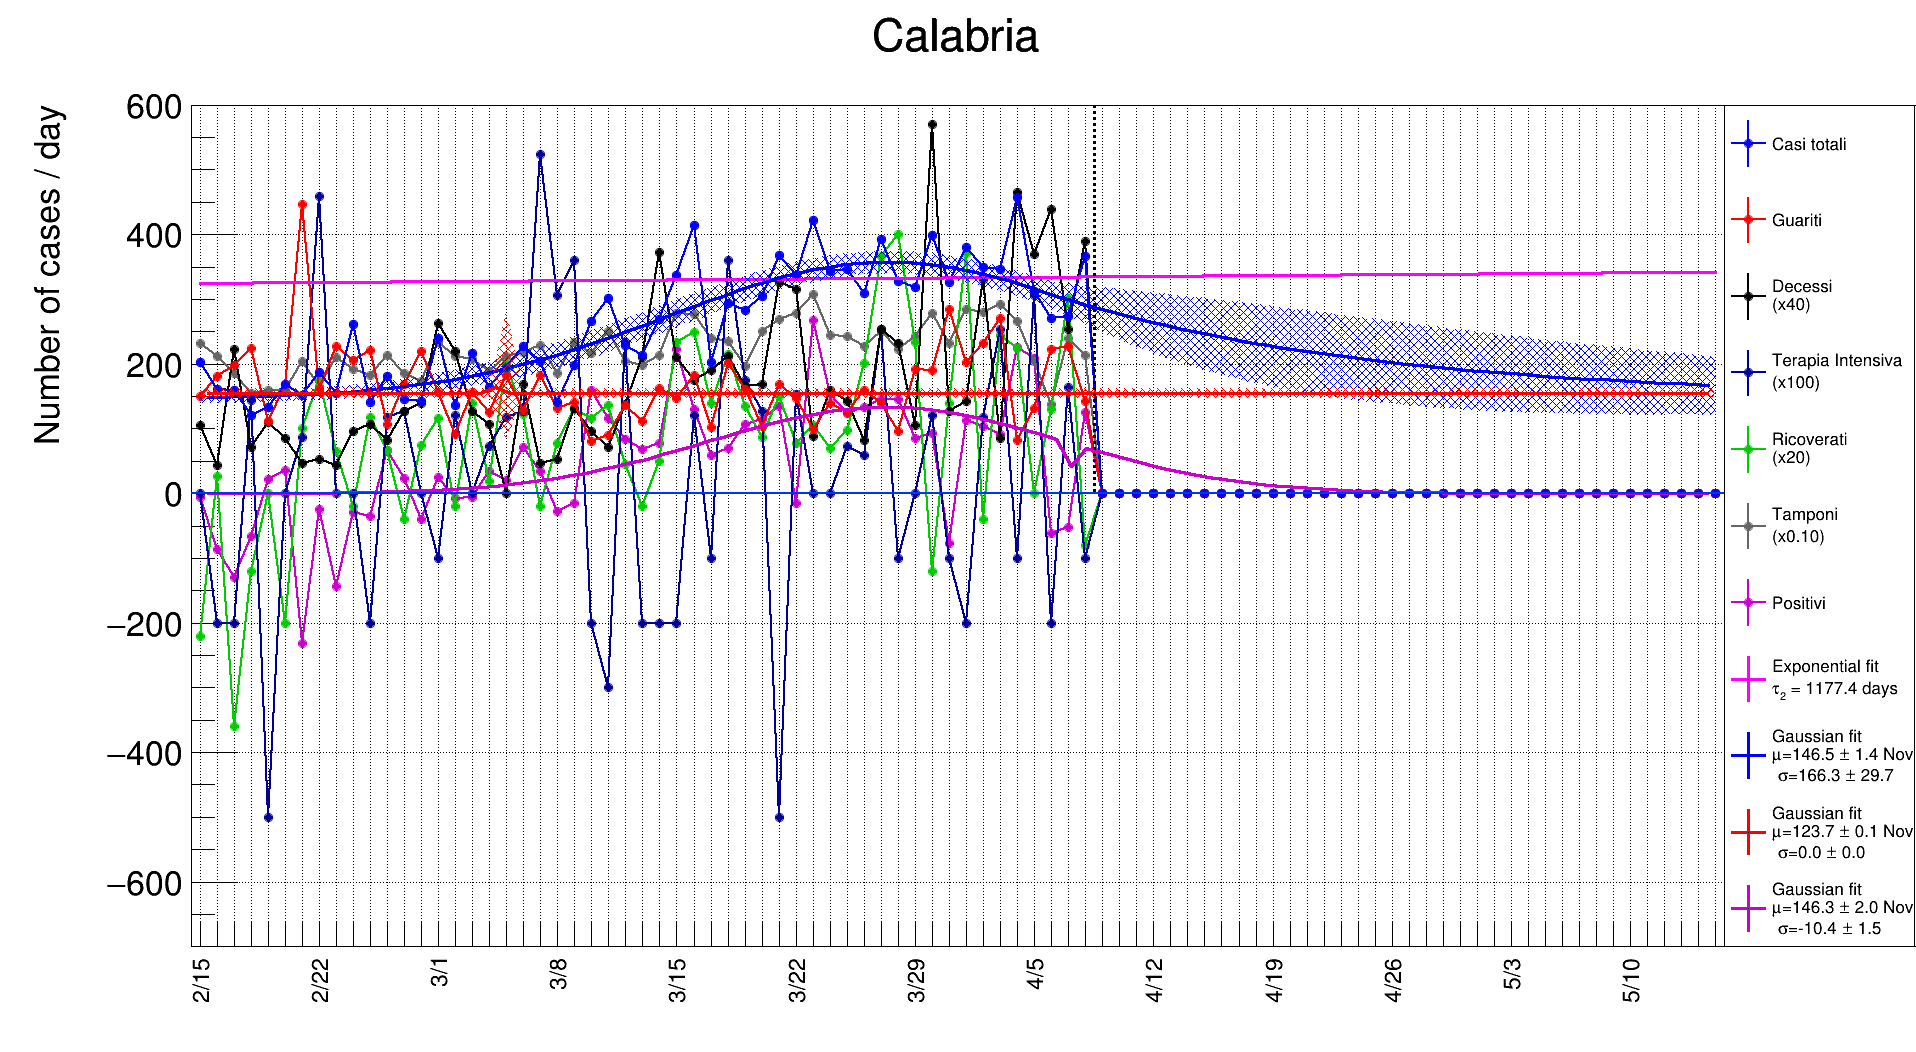 Calabria
Number of cases / day
600
400
200
0
−200
−400
−600
2/15
2/22
3/1
3/8
3/15
3/22
3/29
4/5
4/12
4/19
4/26
5/3
5/10
Casi totali
Guariti
Decessi
(x40)
Terapia Intensiva
(x100)
Ricoverati
(x20)
Tamponi
(x0.10)
Positivi
Exponential fit
τ2 = 1177.4 days
Gaussian fit
μ=146.5 ± 1.4 Nov
σ=166.3 ± 29.7
Gaussian fit
μ=123.7 ± 0.1 Nov
σ=0.0 ± 0.0
Gaussian fit
μ=146.3 ± 2.0 Nov
σ=-10.4 ± 1.5